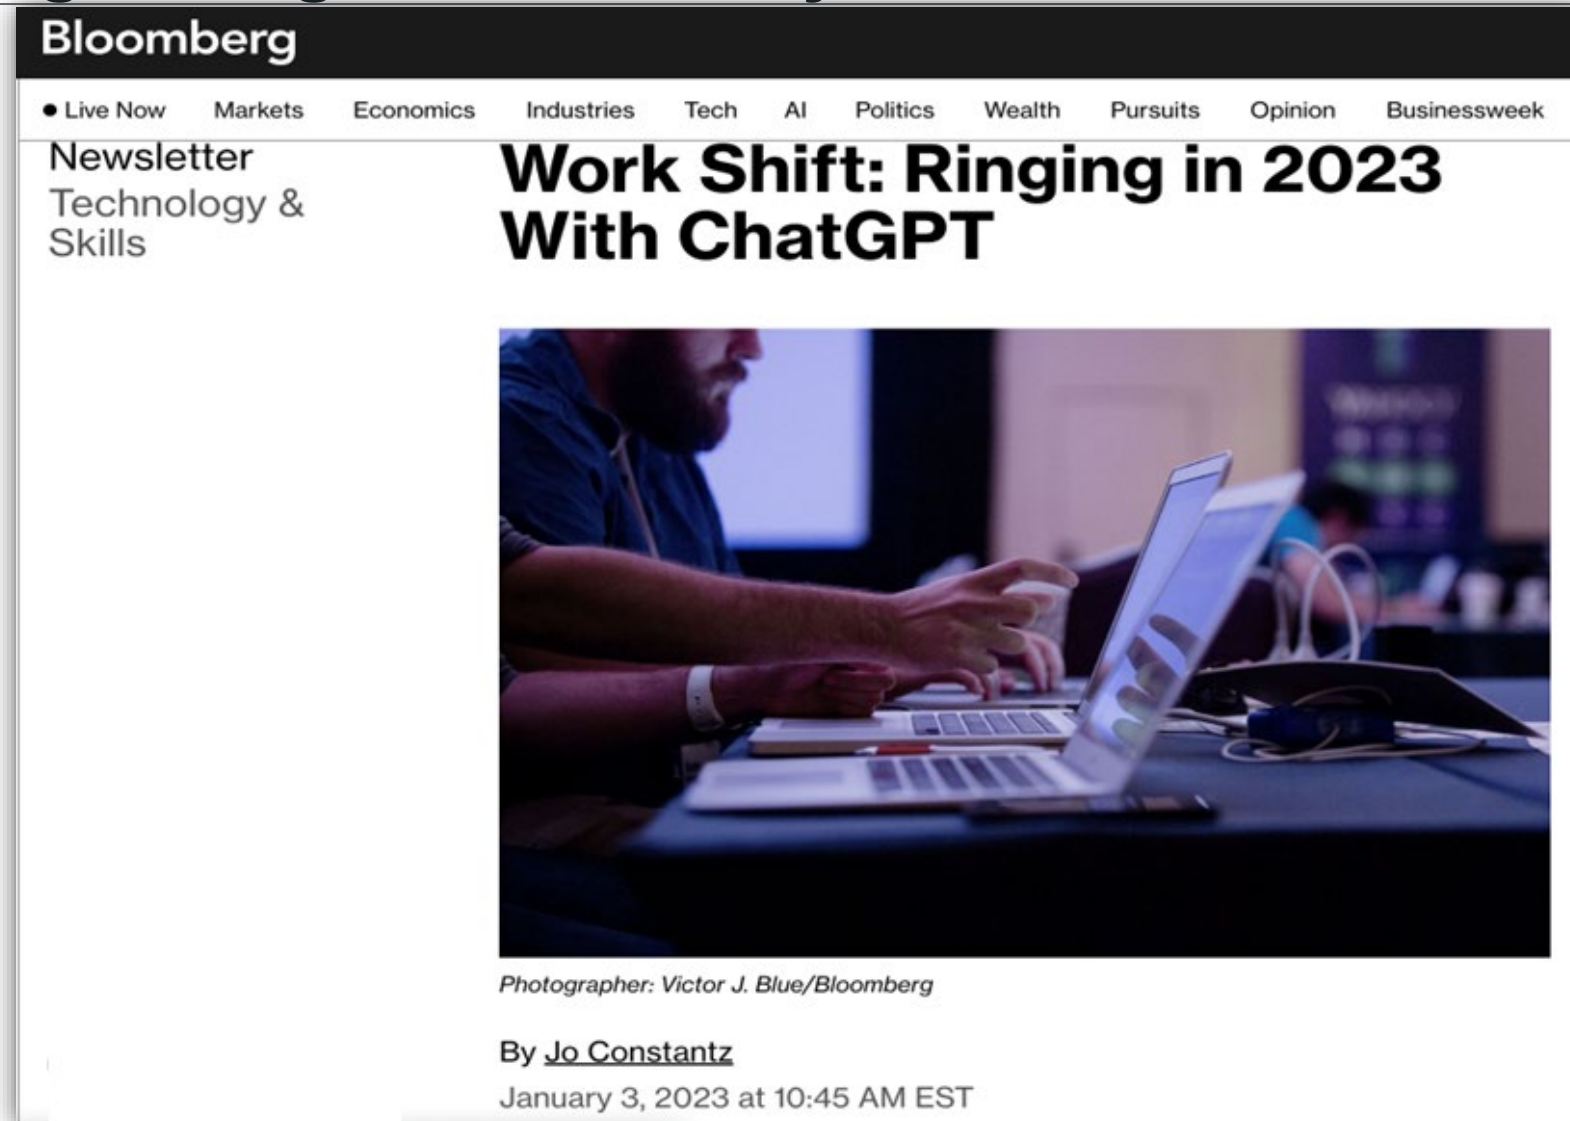 Bloomberg
• Live Now Markets Economics Industries Tech AI Politics Wealth Pursuits Opinion Businessweek
Newsletter
Technology &
Skills
Work Shift: Ringing in 2023
With ChatGPT
Photographer: Victor J. Blue/Bloomberg
By Jo Constantz
January 3, 2023 at 10:45 AM EST